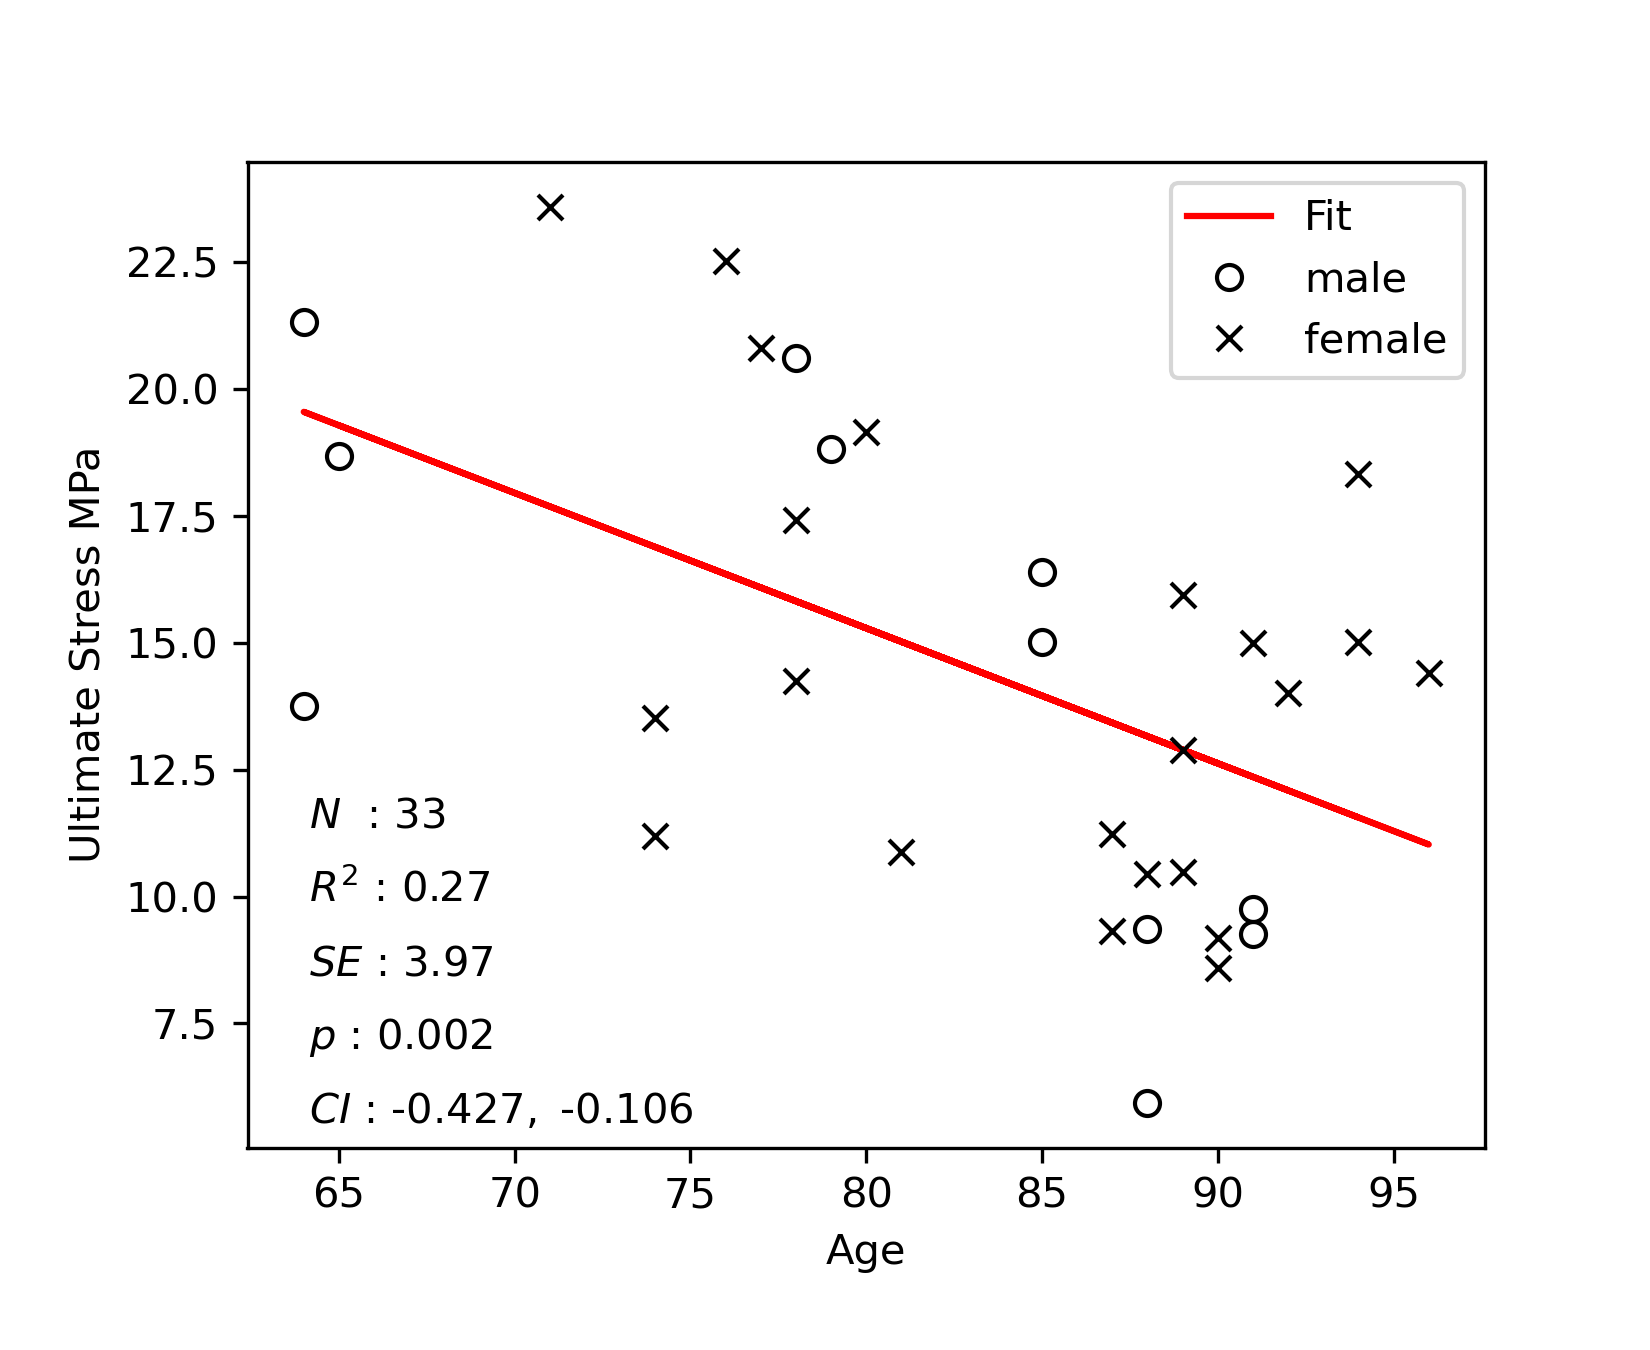 Fit
male
female
22.5
20.0
17.5
15.0
12.5
10.0
7.5
Ultimate Stress MPa
N : 33
R² : 0.27
SE : 3.97
p : 0.002
CI : -0.427, -0.106
65 70 75 80 85 90 95
Age